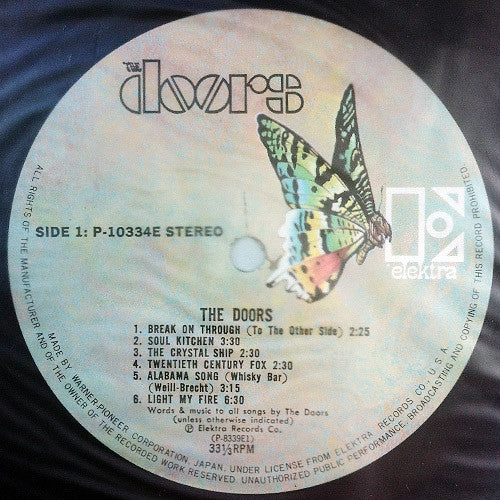 THE
doors
elektra
SIDE 1: P-10334E STEREO
THE DOORS
1. BREAK ON THROUGH (To The Other Side) 2:25
2. SOUL KITCHEN 3:30
3. THE CRYSTAL SHIP 2:30
4. TWENTIETH CENTURY FOX 2:30
5. ALABAMA SONG (Whisky Bar)
(Weill-Brecht) 3:15
6. LIGHT MY FIRE 6:30
Words & music to all songs by The Doors
(unless otherwise indicated)
Ⓟ Elektra Records Co.
(P-8339E1)
33⅓RPM
MADE BY WARNER-PIONEER CORPORATION, JAPAN. UNDER LICENSE FROM ELEKTRA RECORDS CO., U.S.A.
ALL RIGHTS OF THE MANUFACTURER AND OF THE OWNER OF THE RECORDED WORK RESERVED. UNAUTHORIZED PUBLIC PERFORMANCE, BROADCASTING AND COPYING OF THIS RECORD PROHIBITED.